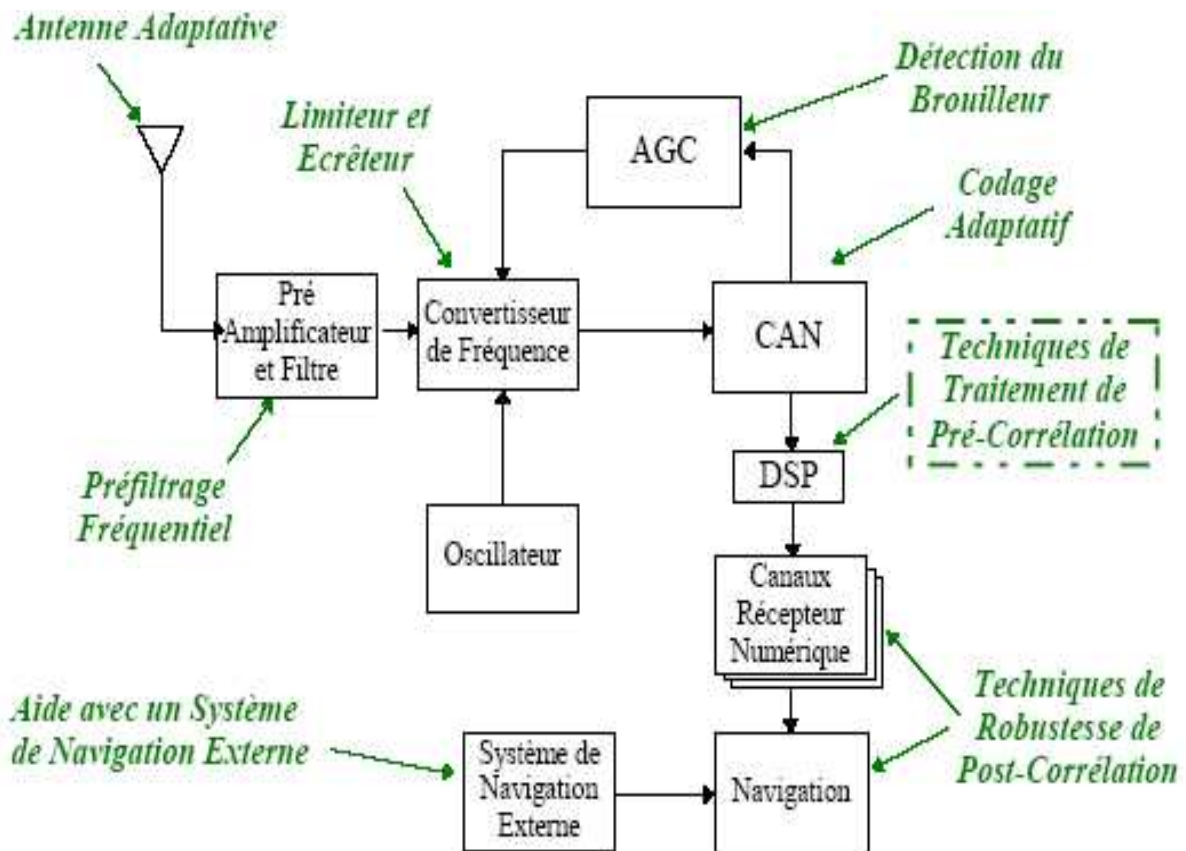 Antenne Adaptative
Détection du
Brouilleur
Limiteur et
Ecrêteur
AGC
Codage
Adaptatif
Pré
Amplificateur
et Filtre
Convertisseur
de Fréquence
CAN
Techniques de
Traitement de
Pré-Corrélation
Préfiltrage
Fréquentiel
DSP
Oscillateur
Canaux
Récepteur
Numérique
Aide avec un Système
de Navigation Externe
Techniques de
Robustesse de
Post-Corrélation
Système de
Navigation
Externe
Navigation